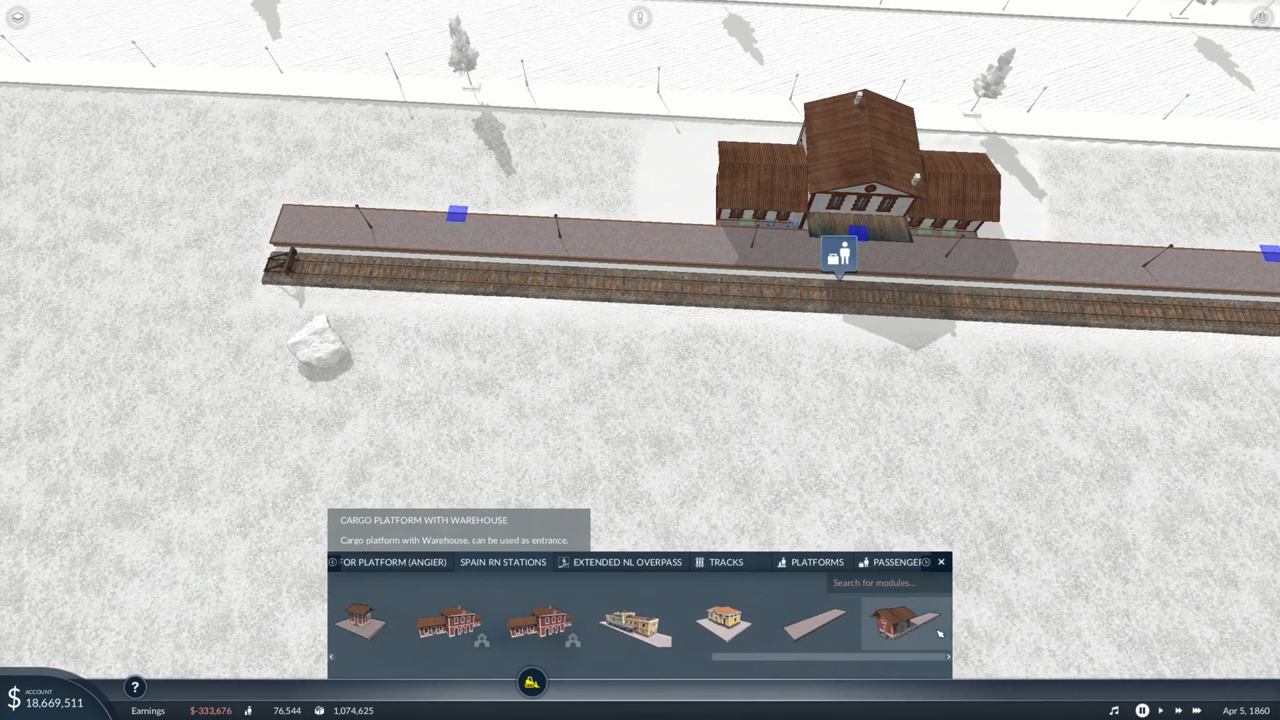 CARGO PLATFORM WITH WAREHOUSE
Cargo platform with Warehouse, can be used as entrance.
FOR PLATFORM (ANGIER) SPAIN RN STATIONS EXTENDED NL OVERPASS TRACKS PLATFORMS PASSENGER
Search for modules...
$ ACCOUNT
18,669,511
?
Earnings $-333,676 76,544 1,074,625 Apr 5, 1860